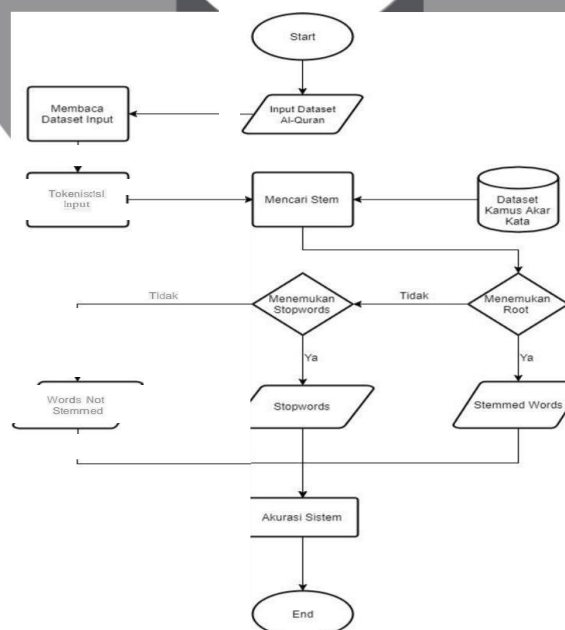 Start
Input Dataset
Al-Quran
Membaca
Dataset Input
Tokenisisi
Input
Mencari Stem
Dataset
Kamus Akar
Kata
Menemukan
Stopwords
Tidak
Menemukan
Root
Tidak
Ya
Ya
Words Not
Stemmed
Stopwords
Stemmed Words
Akurasi Sistem
End